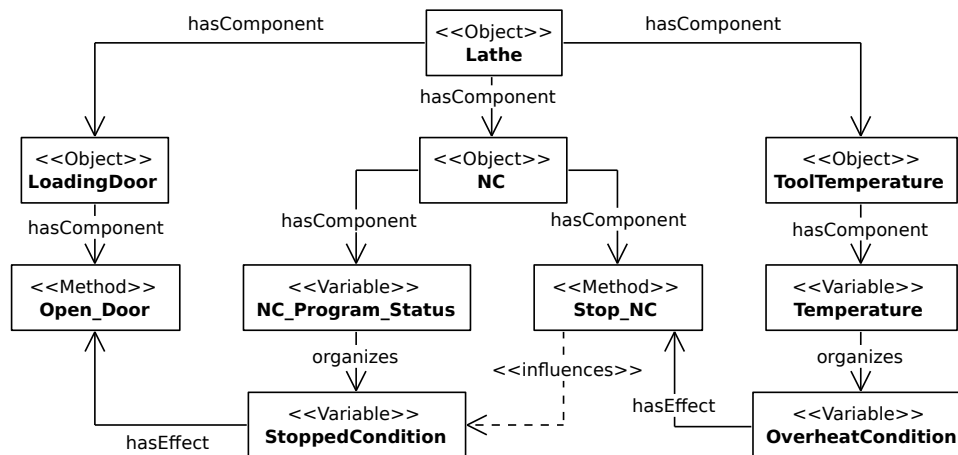 hasComponent
<<Object>>
Lathe
hasComponent
hasComponent
<<Object>>
LoadingDoor
<<Object>>
NC
<<Object>>
ToolTemperature
hasComponent
hasComponent
hasComponent
hasComponent
<<Method>>
Open_Door
<<Variable>>
NC_Program_Status
<<Method>>
Stop_NC
<<Variable>>
Temperature
organizes
<<influences>>
organizes
hasEffect
<<Variable>>
StoppedCondition
hasEffect
<<Variable>>
OverheatCondition